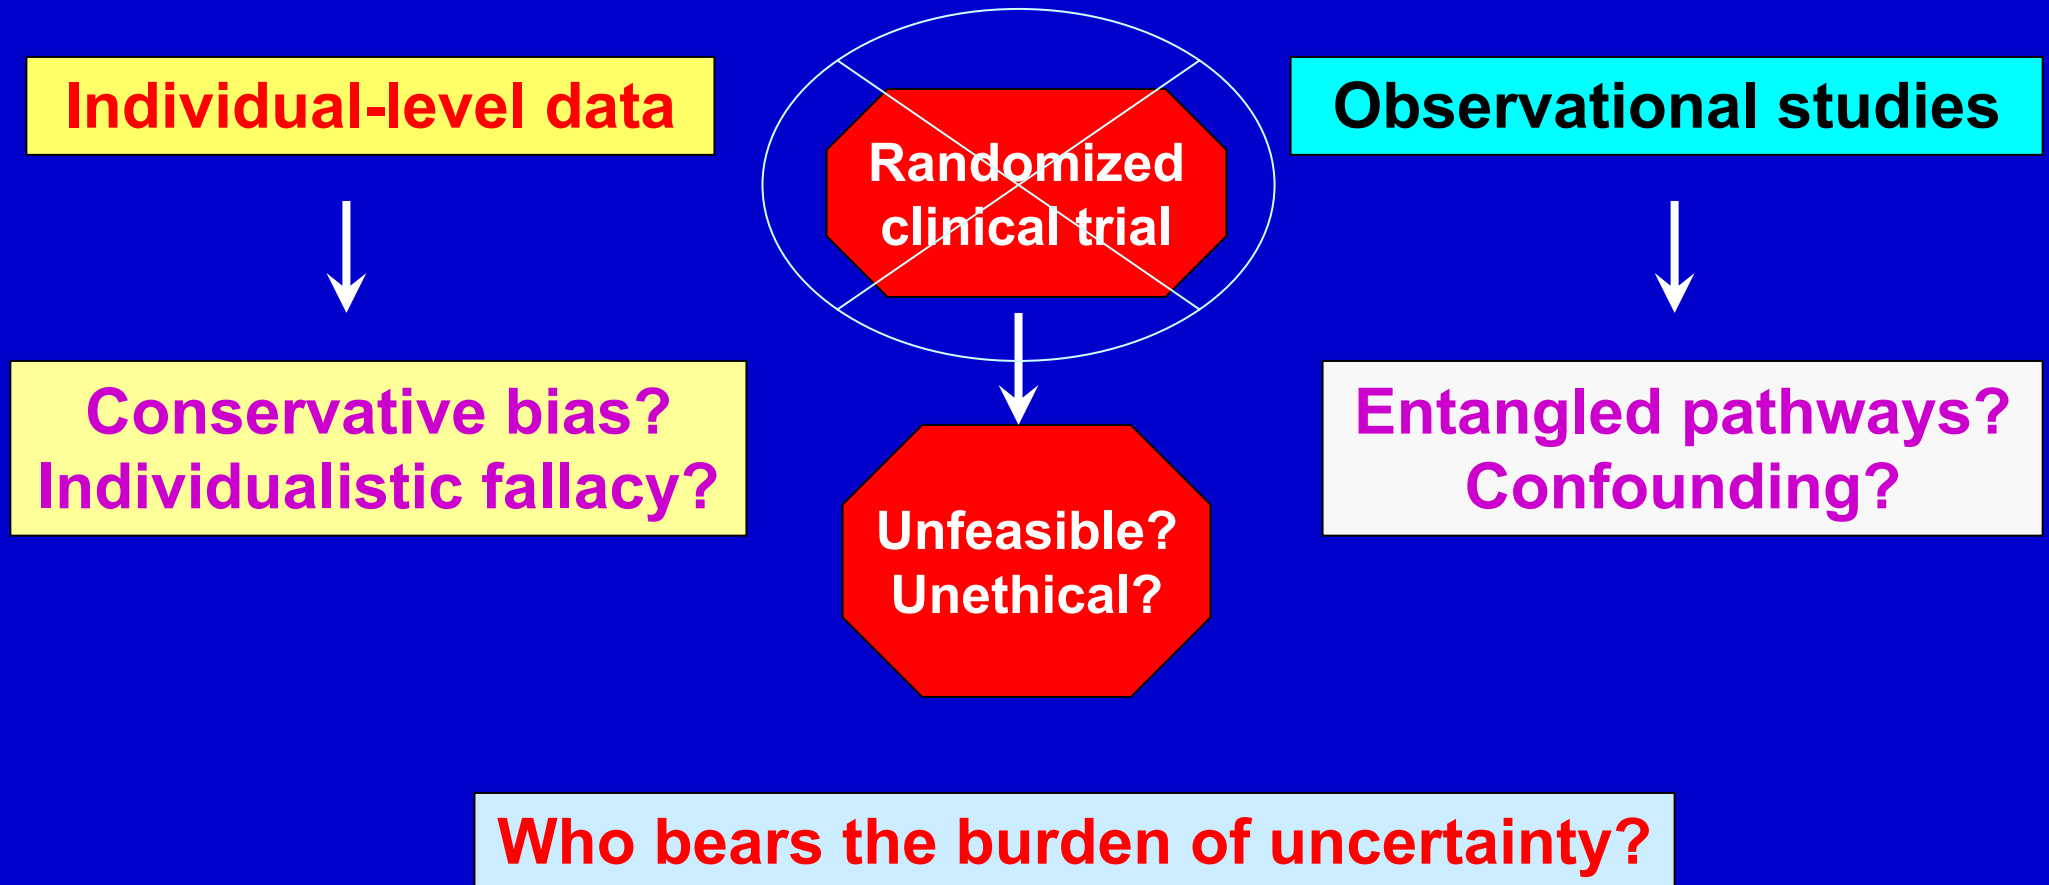 Individual-level data
Randomized
clinical trial
Observational studies
Conservative bias?
Individualistic fallacy?
Unfeasible?
Unethical?
Entangled pathways?
Confounding?
Who bears the burden of uncertainty?